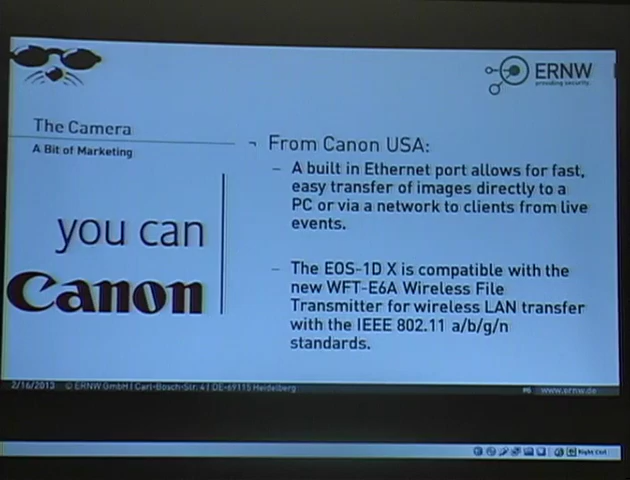 ERNW
providing security.
The Camera
A Bit of Marketing
you can
Canon
¬ From Canon USA:
– A built in Ethernet port allows for fast,
easy transfer of images directly to a
PC or via a network to clients from live
events.
– The EOS-1D X is compatible with the
new WFT-E6A Wireless File
Transmitter for wireless LAN transfer
with the IEEE 802.11 a/b/g/n
standards.
2/16/2013 © ERNW GmbH | Carl-Bosch-Str. 4 | DE-69115 Heidelberg
www.ernw.de
Right Ctrl